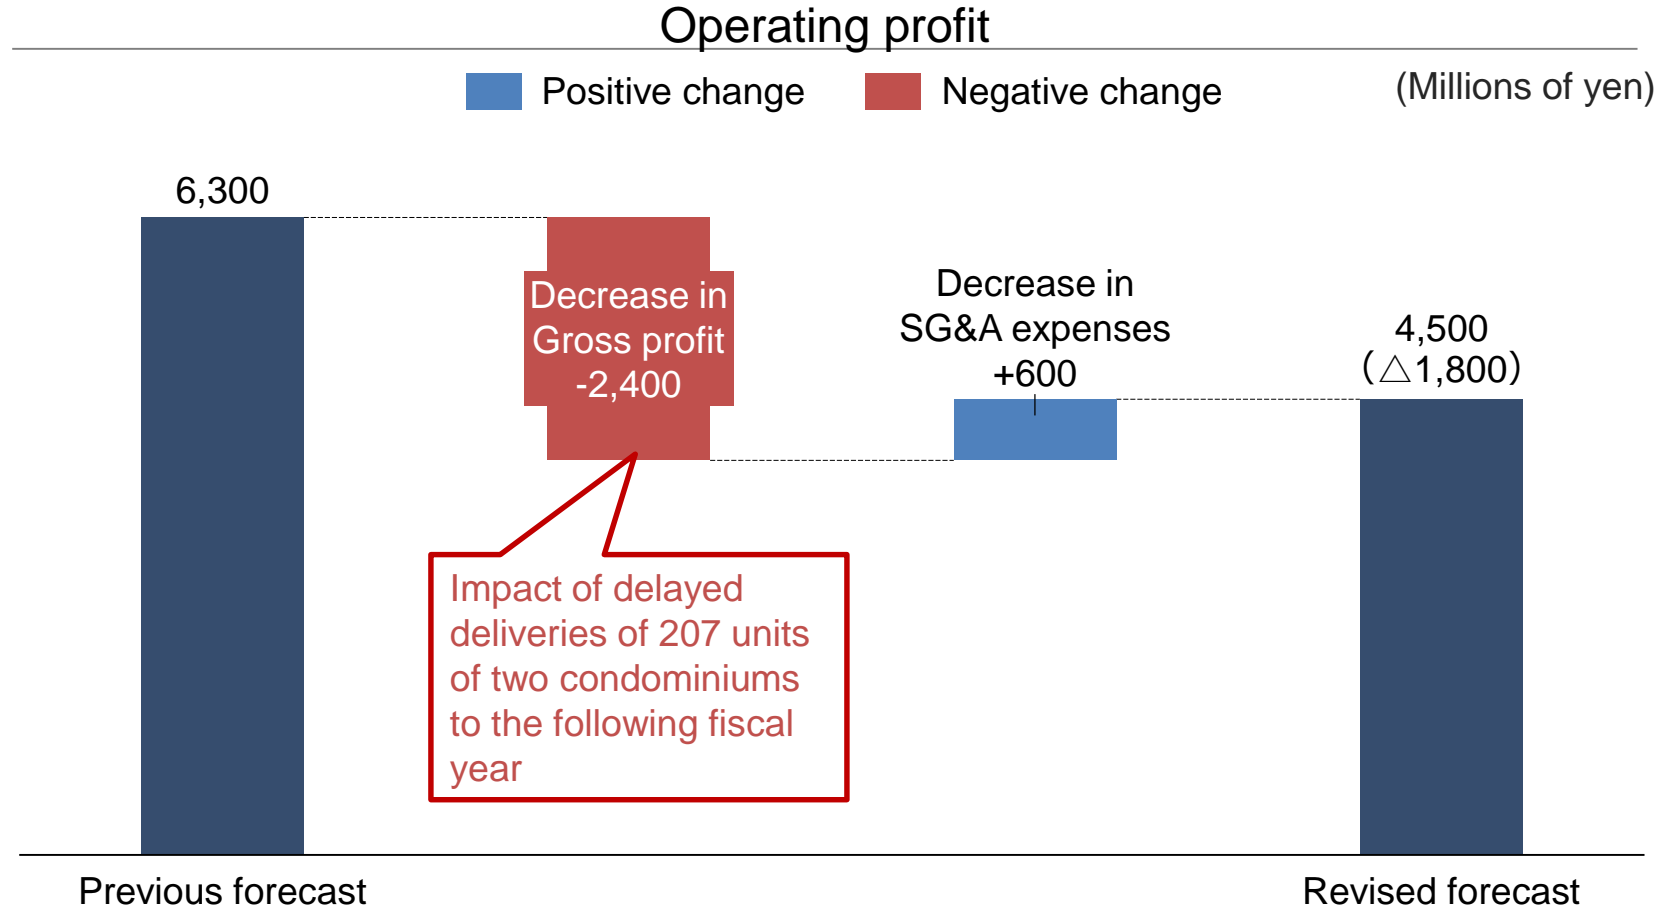 Operating profit
Positive change
Negative change
(Millions of yen)
6,300
Decrease in
Gross profit
-2,400
Decrease in
SG&A expenses
+600
4,500
（△1,800）
Impact of delayed
deliveries of 207 units
of two condominiums
to the following fiscal
year
Previous forecast
Revised forecast